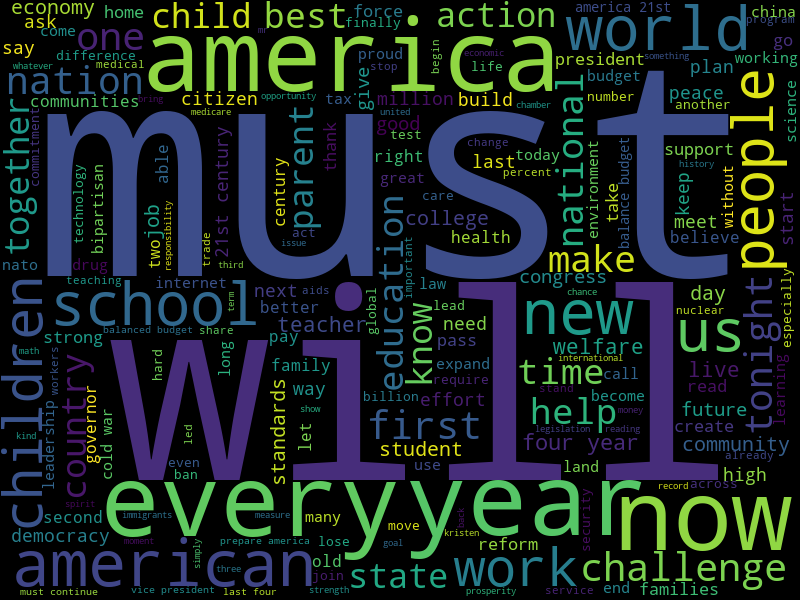 must
will
america
every
year
now
american
world
people
children
school
new
work
us
nation
one
child
best
action
together
parent
national
make
education
know
time
help
first
tonight
country
challenge
state
welfare
economy
ask
say
home
come
difference
medical
whatever
finally
force
mr
economic
stop
proud
begin
life
america 21st
china
program
something
go
president
working
budget
plan
number
peace
another
science
communities
citizen
opportunity
tax
give
million
build
chamber
medicare
united
good
test
change
support
history
commitment
technology
bipartisan
able
job
two
responsibility
trade
21st century
century
thank
act
issue
right
great
last
percent
today
care
college
health
environment
take
balance budget
keep
meet
believe
without
start
nato
drug
teaching
internet
third
next
aids
better
teacher
term
share
balanced budget
strong
pay
math
workers
leadership
governor
cold war
hard
long
family
way
standards
let
global
important
law
lead
need
pass
expand
require
effort
billion
show
student
use
congress
chance
international
call
stand
become
money
legislation
reading
four year
land
day
nuclear
especially
live
read
learning
future
create
community
already
high
across
record
security
kind
spirit
second
democracy
even
led
ban
immigrants
measure
many
move
back
kristen
moment
simply
prepare america
lose
goal
reform
old
join
three
must continue
vice president
last four
strength
prosperity
service
end
families